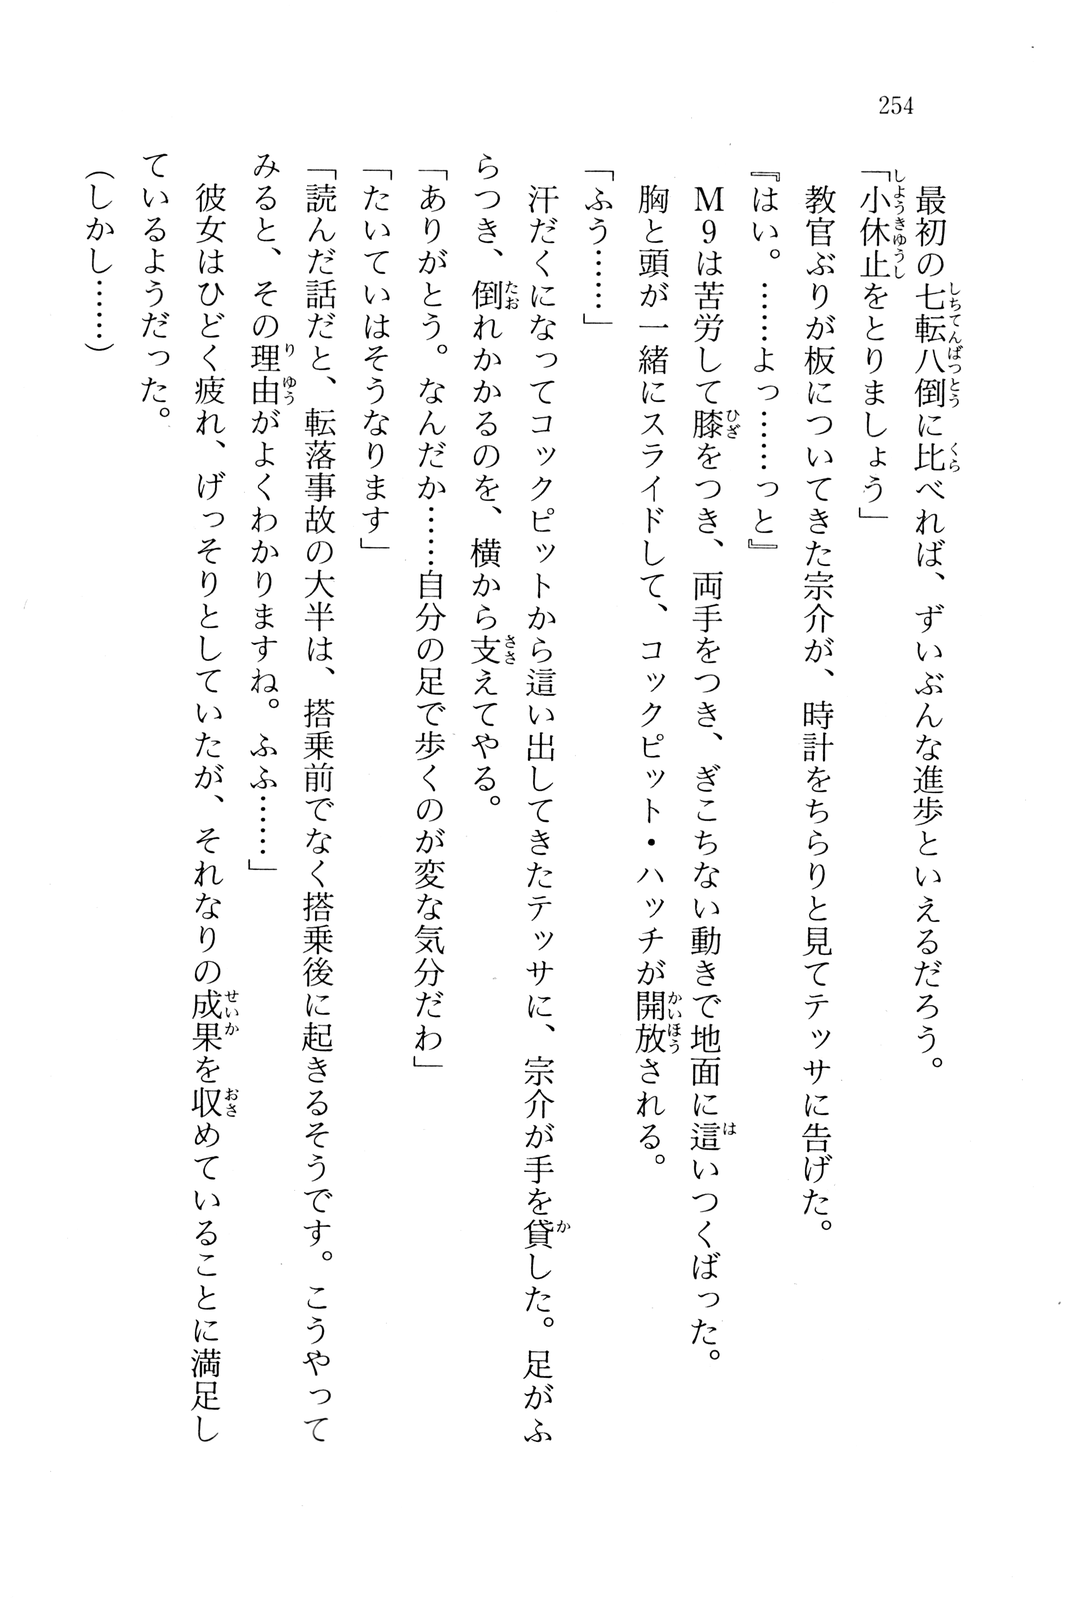 254
　最初の七転八倒に比べれば、ずいぶんな進歩といえるだろう。
「小休止をとりましょう」
　教官ぶりが板についてきた宗介が、時計をちらりと見てテッサに告げた。
『はい。……よっ……っと』
　M9は苦労して膝をつき、両手をつき、ぎこちない動きで地面に這いつくばった。
　胸と頭が一緒にスライドして、コックピット・ハッチが開放される。
「ふう……」
　汗だくになってコックピットから這い出してきたテッサに、宗介が手を貸した。足がふ
らつき、倒れかかるのを、横から支えてやる。
「ありがとう。なんだか……自分の足で歩くのが変な気分だわ」
「たいていはそうなります」
「読んだ話だと、転落事故の大半は、搭乗前でなく搭乗後に起きるそうです。こうやって
みると、その理由がよくわかりますね。ふふ……」
　彼女はひどく疲れ、げっそりとしていたが、それなりの成果を収めていることに満足し
ているようだった。
（しかし……）